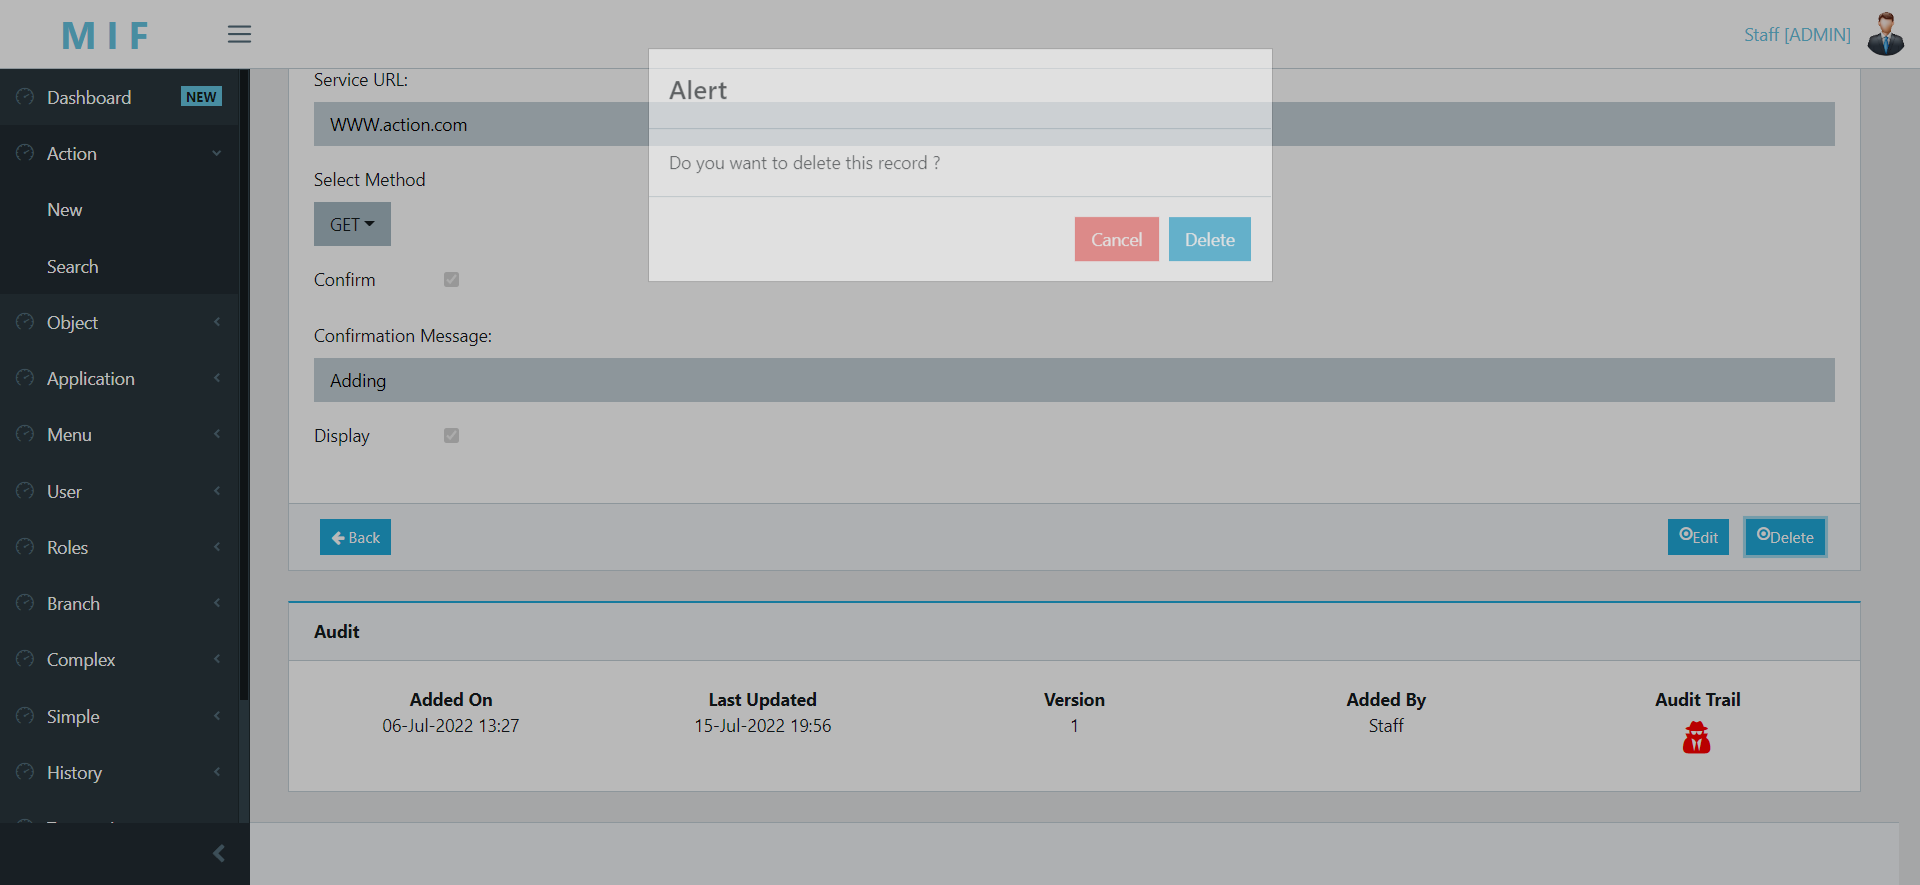 MIF
Staff [ADMIN]
Dashboard NEW
Action
New
Search
Object
Application
Menu
User
Roles
Branch
Complex
Simple
History
Service URL:
WWW.action.com
Select Method
GET
Confirm
Confirmation Message:
Adding
Display
Back
Edit
Delete
Alert
Do you want to delete this record ?
Cancel
Delete
Audit
Added On
06-Jul-2022 13:27
Last Updated
15-Jul-2022 19:56
Version
1
Added By
Staff
Audit Trail